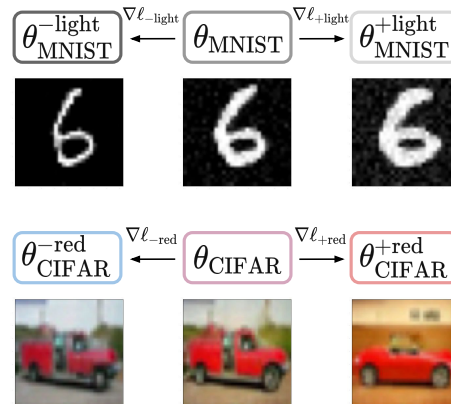 θ_MNIST^−light ∇ℓ_−light θ_MNIST ∇ℓ_+light θ_MNIST^+light
θ_CIFAR^−red ∇ℓ_−red θ_CIFAR ∇ℓ_+red θ_CIFAR^+red